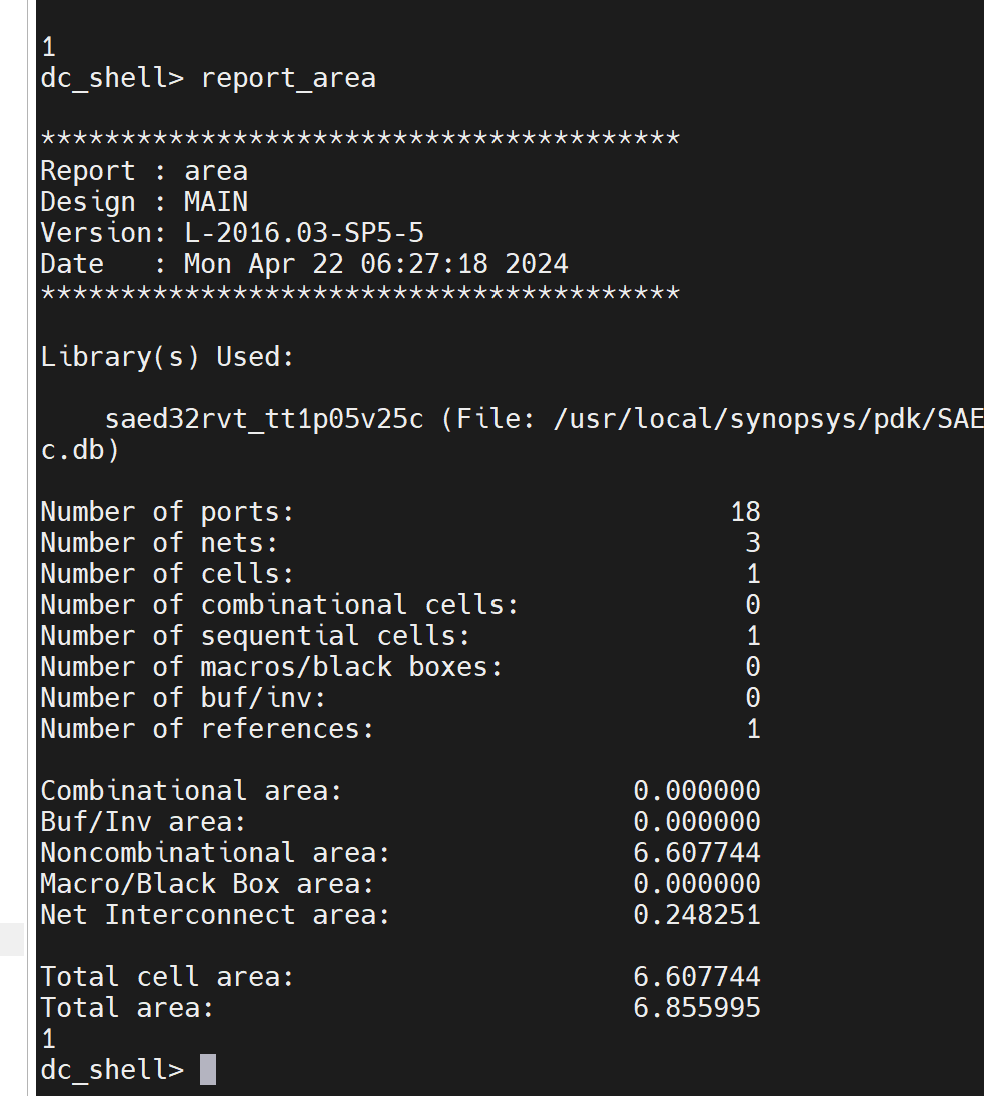 1
dc_shell> report_area
****************************************
Report : area
Design : MAIN
Version: L-2016.03-SP5-5
Date   : Mon Apr 22 06:27:18 2024
****************************************
Library(s) Used:
    saed32rvt_tt1p05v25c (File: /usr/local/synopsys/pdk/SAE
c.db)
Number of ports:                           18
Number of nets:                             3
Number of cells:                            1
Number of combinational cells:              0
Number of sequential cells:                 1
Number of macros/black boxes:               0
Number of buf/inv:                          0
Number of references:                       1
Combinational area:                  0.000000
Buf/Inv area:                        0.000000
Noncombinational area:               6.607744
Macro/Black Box area:                0.000000
Net Interconnect area:               0.248251
Total cell area:                     6.607744
Total area:                          6.855995
1
dc_shell>